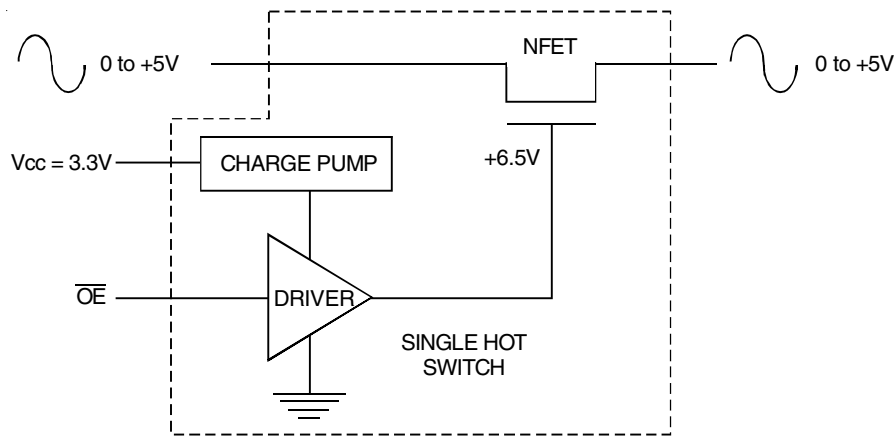 NFET
0 to +5V
0 to +5V
Vcc = 3.3V
CHARGE PUMP
+6.5V
OE
DRIVER
SINGLE HOT
SWITCH